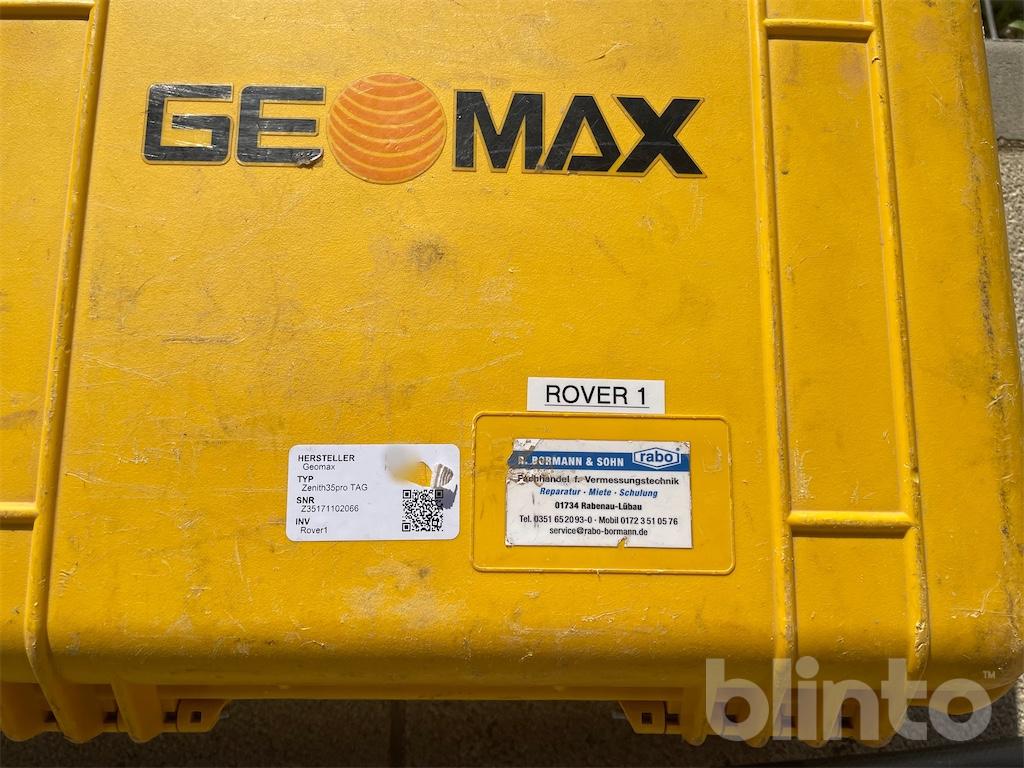 GEOMAX
ROVER 1
HERSTELLER
Geomax
TYP
Zenith35pro TAG
SNR
Z35171102066
INV
Rover1
R. BORMANN & SOHN rabo
Fachhandel f. Vermessungstechnik
Reparatur · Miete · Schulung
01734 Rabenau-Lübau
Tel. 0351 652093-0 · Mobil 0172 3 51 05 76
service@rabo-bormann.de
blinto™